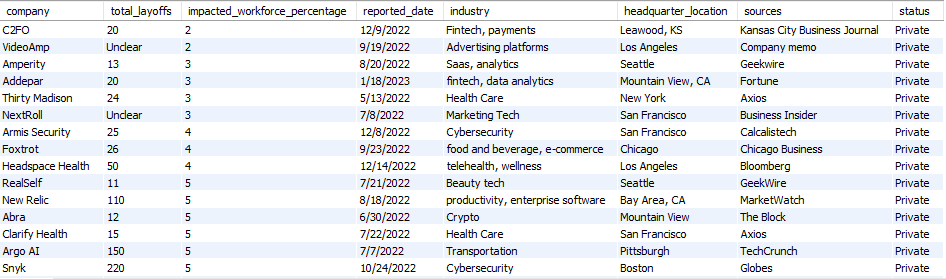 company total_layoffs impacted_workforce_percentage reported_date industry headquarter_location sources status
C2FO 20 2 12/9/2022 Fintech, payments Leawood, KS Kansas City Business Journal Private
VideoAmp Unclear 2 9/19/2022 Advertising platforms Los Angeles Company memo Private
Amperity 13 3 8/20/2022 Saas, analytics Seattle Geekwire Private
Addepar 20 3 1/18/2023 fintech, data analytics Mountain View, CA Fortune Private
Thirty Madison 24 3 5/13/2022 Health Care New York Axios Private
NextRoll Unclear 3 7/8/2022 Marketing Tech San Francisco Business Insider Private
Armis Security 25 4 12/8/2022 Cybersecurity San Francisco Calcalistech Private
Foxtrot 26 4 9/23/2022 food and beverage, e-commerce Chicago Chicago Business Private
Headspace Health 50 4 12/14/2022 telehealth, wellness Los Angeles Bloomberg Private
RealSelf 11 5 7/21/2022 Beauty tech Seattle GeekWire Private
New Relic 110 5 8/18/2022 productivity, enterprise software Bay Area, CA MarketWatch Private
Abra 12 5 6/30/2022 Crypto Mountain View The Block Private
Clarify Health 15 5 7/22/2022 Health Care San Francisco Axios Private
Argo AI 150 5 7/7/2022 Transportation Pittsburgh TechCrunch Private
Snyk 220 5 10/24/2022 Cybersecurity Boston Globes Private